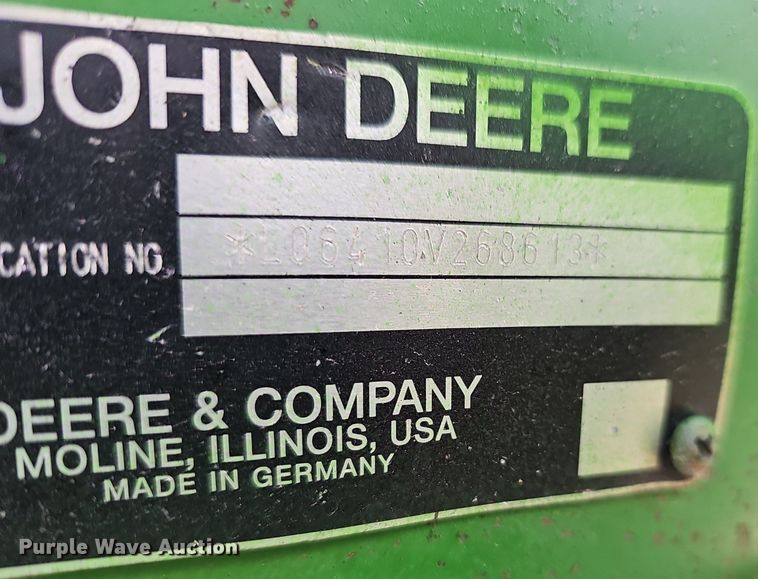 JOHN DEERE
CATION NO. *L06410V268613*
DEERE & COMPANY
MOLINE, ILLINOIS, USA
MADE IN GERMANY
Purple Wave Auction